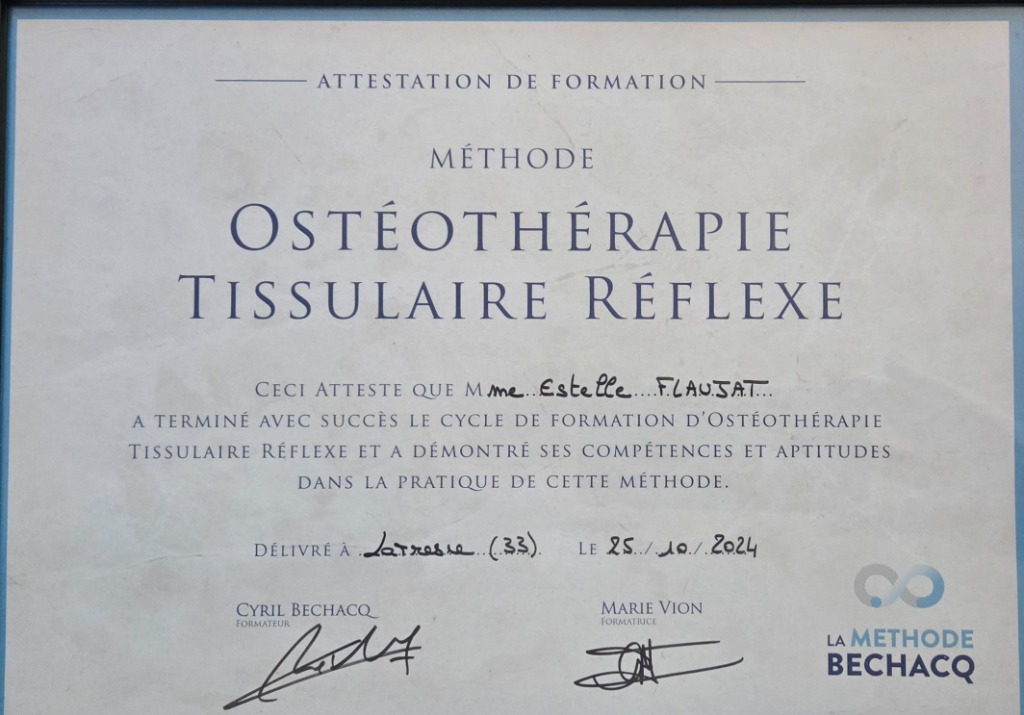 ATTESTATION DE FORMATION
MÉTHODE
OSTÉOTHÉRAPIE
TISSULAIRE RÉFLEXE
CECI ATTESTE QUE Mme Estelle FLAUJAT
A TERMINÉ AVEC SUCCÈS LE CYCLE DE FORMATION D'OSTÉOTHÉRAPIE
TISSULAIRE RÉFLEXE ET A DÉMONTRÉ SES COMPÉTENCES ET APTITUDES
DANS LA PRATIQUE DE CETTE MÉTHODE.
DÉLIVRÉ À Latresne (33) LE 25/10/2024
CYRIL BECHACQ MARIE VION
FORMATEUR FORMATRICE
LA METHODE
BECHACQ